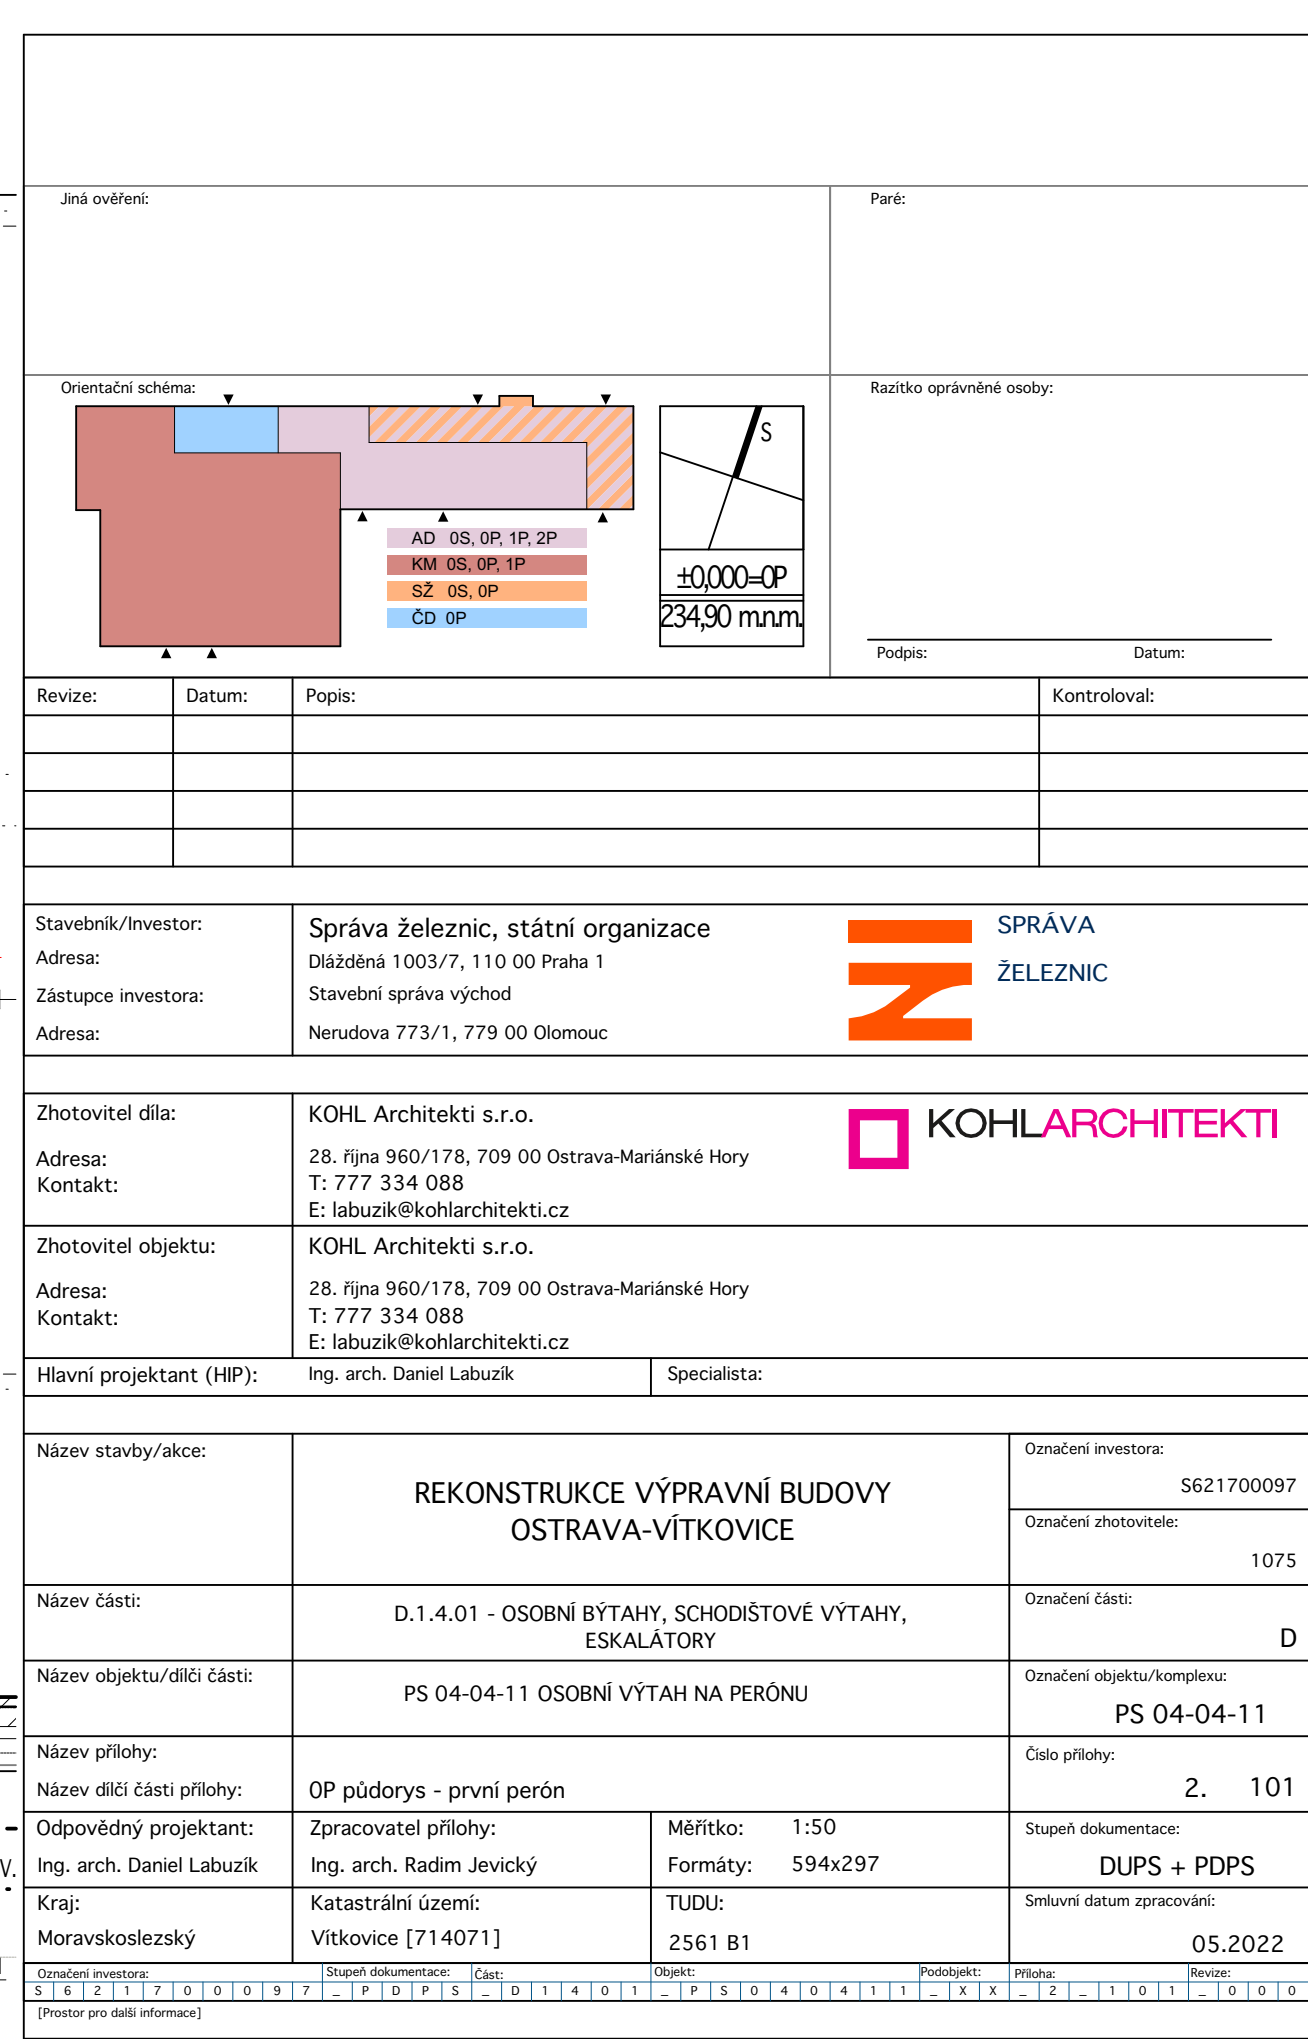 Jiná ověření:
Paré:
Orientační schéma:
Razítko oprávněné osoby:
S
AD 0S, 0P, 1P, 2P
KM 0S, 0P, 1P
SŽ 0S, 0P
ČD 0P
±0,000=0P
234,90 m.n.m.
Podpis:
Datum:
Revize:
Datum:
Popis:
Kontroloval:
Stavebník/Investor:
Správa železnic, státní organizace
SPRÁVA
ŽELEZNIC
Adresa:
Dlážděná 1003/7, 110 00 Praha 1
Zástupce investora:
Stavební správa východ
Adresa:
Nerudova 773/1, 779 00 Olomouc
Zhotovitel díla:
KOHL Architekti s.r.o.
KOHLARCHITEKTI
Adresa:
28. října 960/178, 709 00 Ostrava-Mariánské Hory
Kontakt:
T: 777 334 088
E: labuzik@kohlarchitekti.cz
Zhotovitel objektu:
KOHL Architekti s.r.o.
Adresa:
28. října 960/178, 709 00 Ostrava-Mariánské Hory
Kontakt:
T: 777 334 088
E: labuzik@kohlarchitekti.cz
Hlavní projektant (HIP):
Ing. arch. Daniel Labuzík
Specialista:
Název stavby/akce:
REKONSTRUKCE VÝPRAVNÍ BUDOVY
OSTRAVA-VÍTKOVICE
Označení investora:
S621700097
Označení zhotovitele:
1075
Název části:
D.1.4.01 - OSOBNÍ BÝTAHY, SCHODIŠTOVÉ VÝTAHY,
ESKALÁTORY
Označení části:
D
Název objektu/dílči části:
PS 04-04-11 OSOBNÍ VÝTAH NA PERÓNU
Označení objektu/komplexu:
PS 04-04-11
Název přílohy:
Číslo přílohy:
Název dílčí části přílohy:
0P půdorys - první perón
2. 101
Odpovědný projektant:
Zpracovatel přílohy:
Měřítko: 1:50
Stupeň dokumentace:
Ing. arch. Daniel Labuzík
Ing. arch. Radim Jevický
Formáty: 594x297
DUPS + PDPS
Kraj:
Katastrální území:
TUDU:
Smluvní datum zpracování:
Moravskoslezský
Vítkovice [714071]
2561 B1
05.2022
Označení investora:
Stupeň dokumentace:
Část:
Objekt:
Podobjekt:
Příloha:
Revize:
S 6 2 1 7 0 0 0 9 7 _ P D P S _ D 1 4 0 1 _ P S 0 4 0 4 1 1 _ X X _ 2 _ 1 0 1 _ 0 0 0
[Prostor pro další informace]
V.